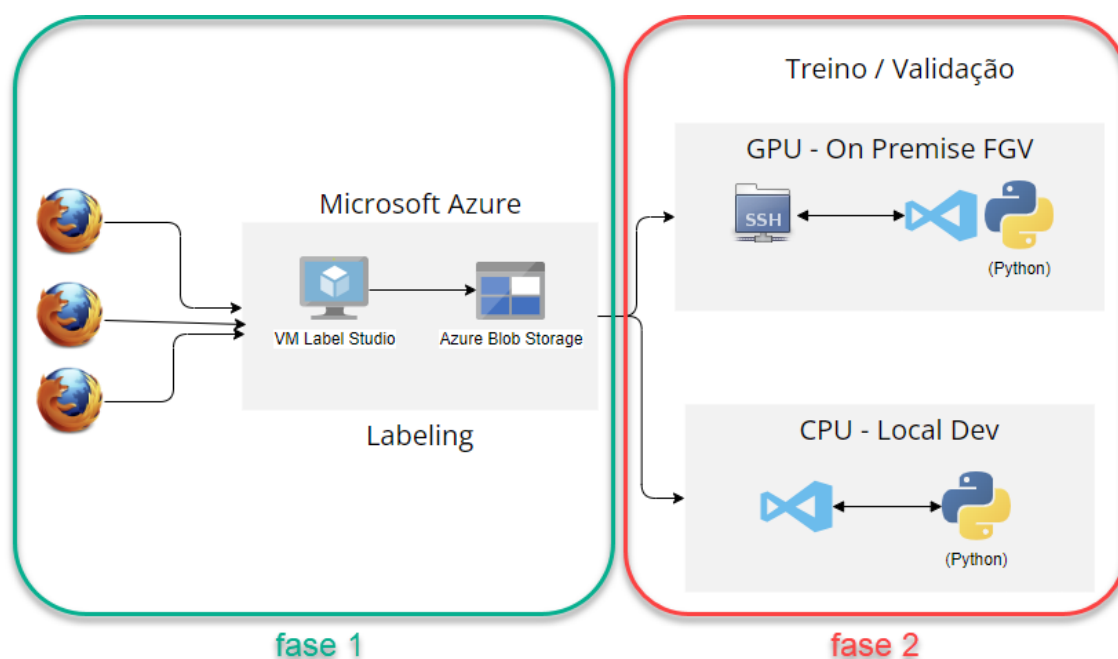 Microsoft Azure
VM Label Studio
Azure Blob Storage
Labeling
fase 1
Treino / Validação
GPU - On Premise FGV
SSH
(Python)
CPU - Local Dev
(Python)
fase 2